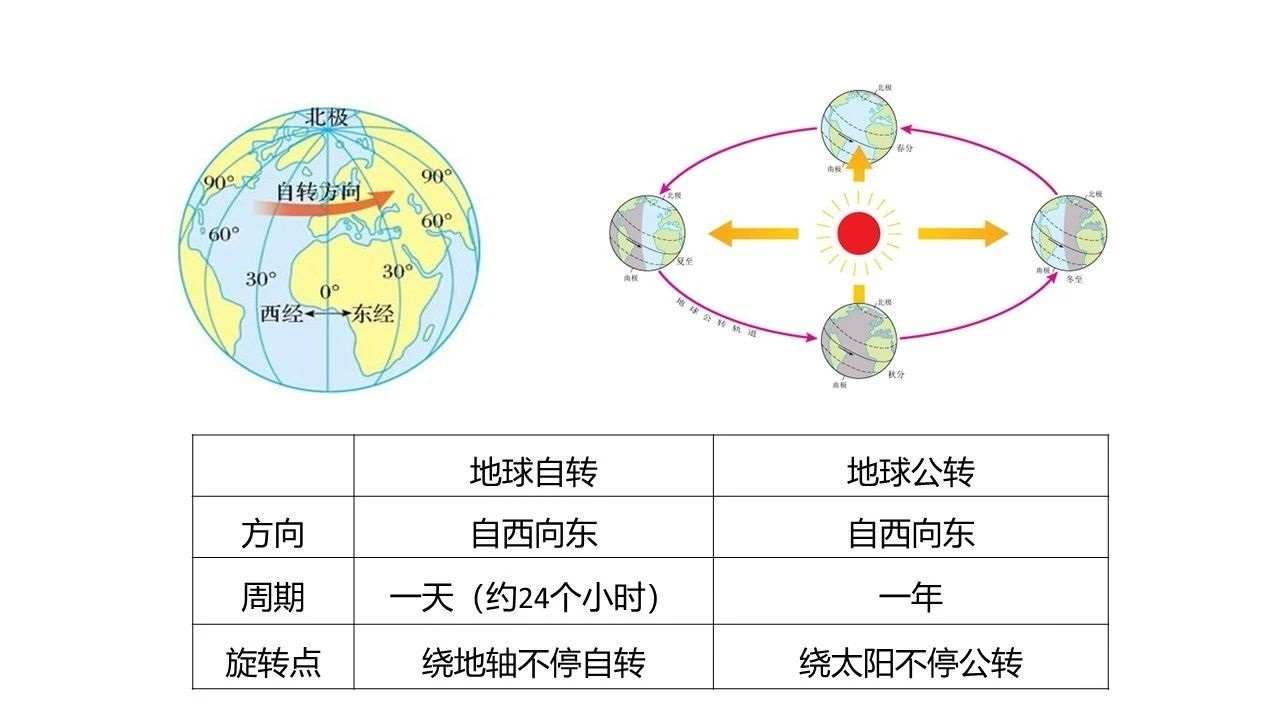 北极
90°
90°
自转方向
60°
60°
30°
30°
0°
西经
东经
北极
春分
南极
北极
夏至
南极
北极
冬至
南极
地球公转轨道
北极
秋分
南极
地球自转
地球公转
方向
自西向东
自西向东
周期
一天（约24个小时）
一年
旋转点
绕地轴不停自转
绕太阳不停公转